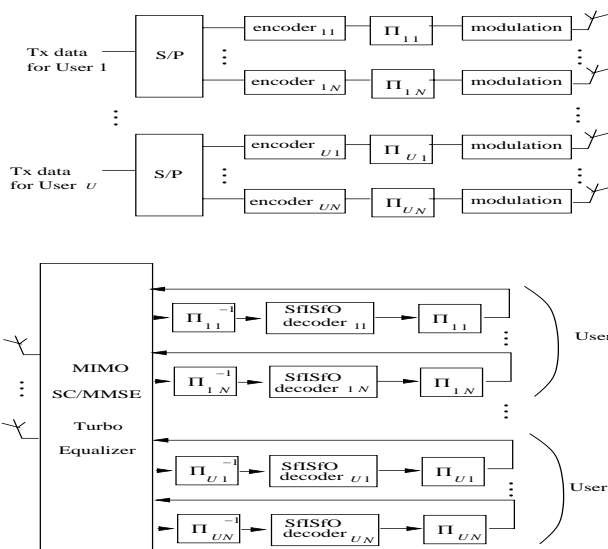 Tx data
for User 1
S/P
encoder 11
Π 11
modulation
encoder 1N
Π 1N
modulation
Tx data
for User U
S/P
encoder U1
Π U1
modulation
encoder UN
Π UN
modulation
MIMO
SC/MMSE
Turbo
Equalizer
Π 11 −1
SfISfO
decoder 11
Π 11
User
Π 1N −1
SfISfO
decoder 1N
Π 1N
Π U1 −1
SfISfO
decoder U1
Π U1
User
Π UN −1
SfISfO
decoder UN
Π UN